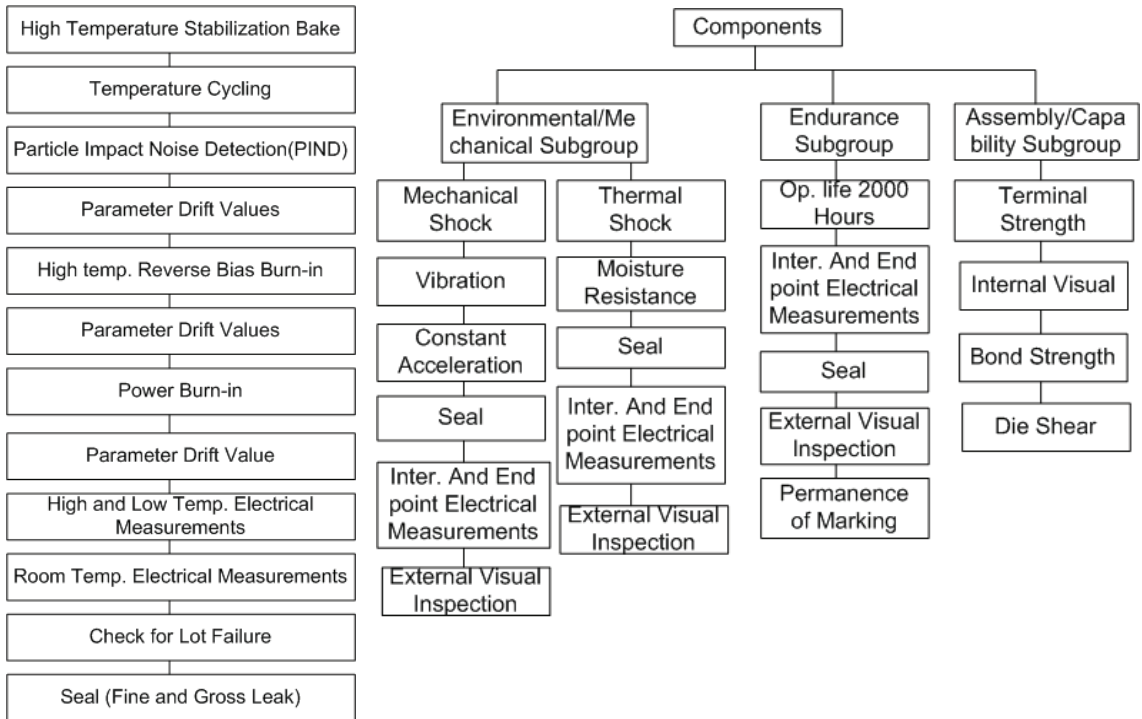 High Temperature Stabilization Bake
Temperature Cycling
Particle Impact Noise Detection(PIND)
Parameter Drift Values
High temp. Reverse Bias Burn-in
Parameter Drift Values
Power Burn-in
Parameter Drift Value
High and Low Temp. Electrical
Measurements
Room Temp. Electrical Measurements
Check for Lot Failure
Seal (Fine and Gross Leak)
Components
Environmental/Me
chanical Subgroup
Mechanical
Shock
Vibration
Constant
Acceleration
Seal
Inter. And End
point Electrical
Measurements
External Visual
Inspection
Thermal
Shock
Moisture
Resistance
Seal
Inter. And End
point Electrical
Measurements
External Visual
Inspection
Endurance
Subgroup
Op. life 2000
Hours
Inter. And End
point Electrical
Measurements
Seal
External Visual
Inspection
Permanence
of Marking
Assembly/Capa
bility Subgroup
Terminal
Strength
Internal Visual
Bond Strength
Die Shear